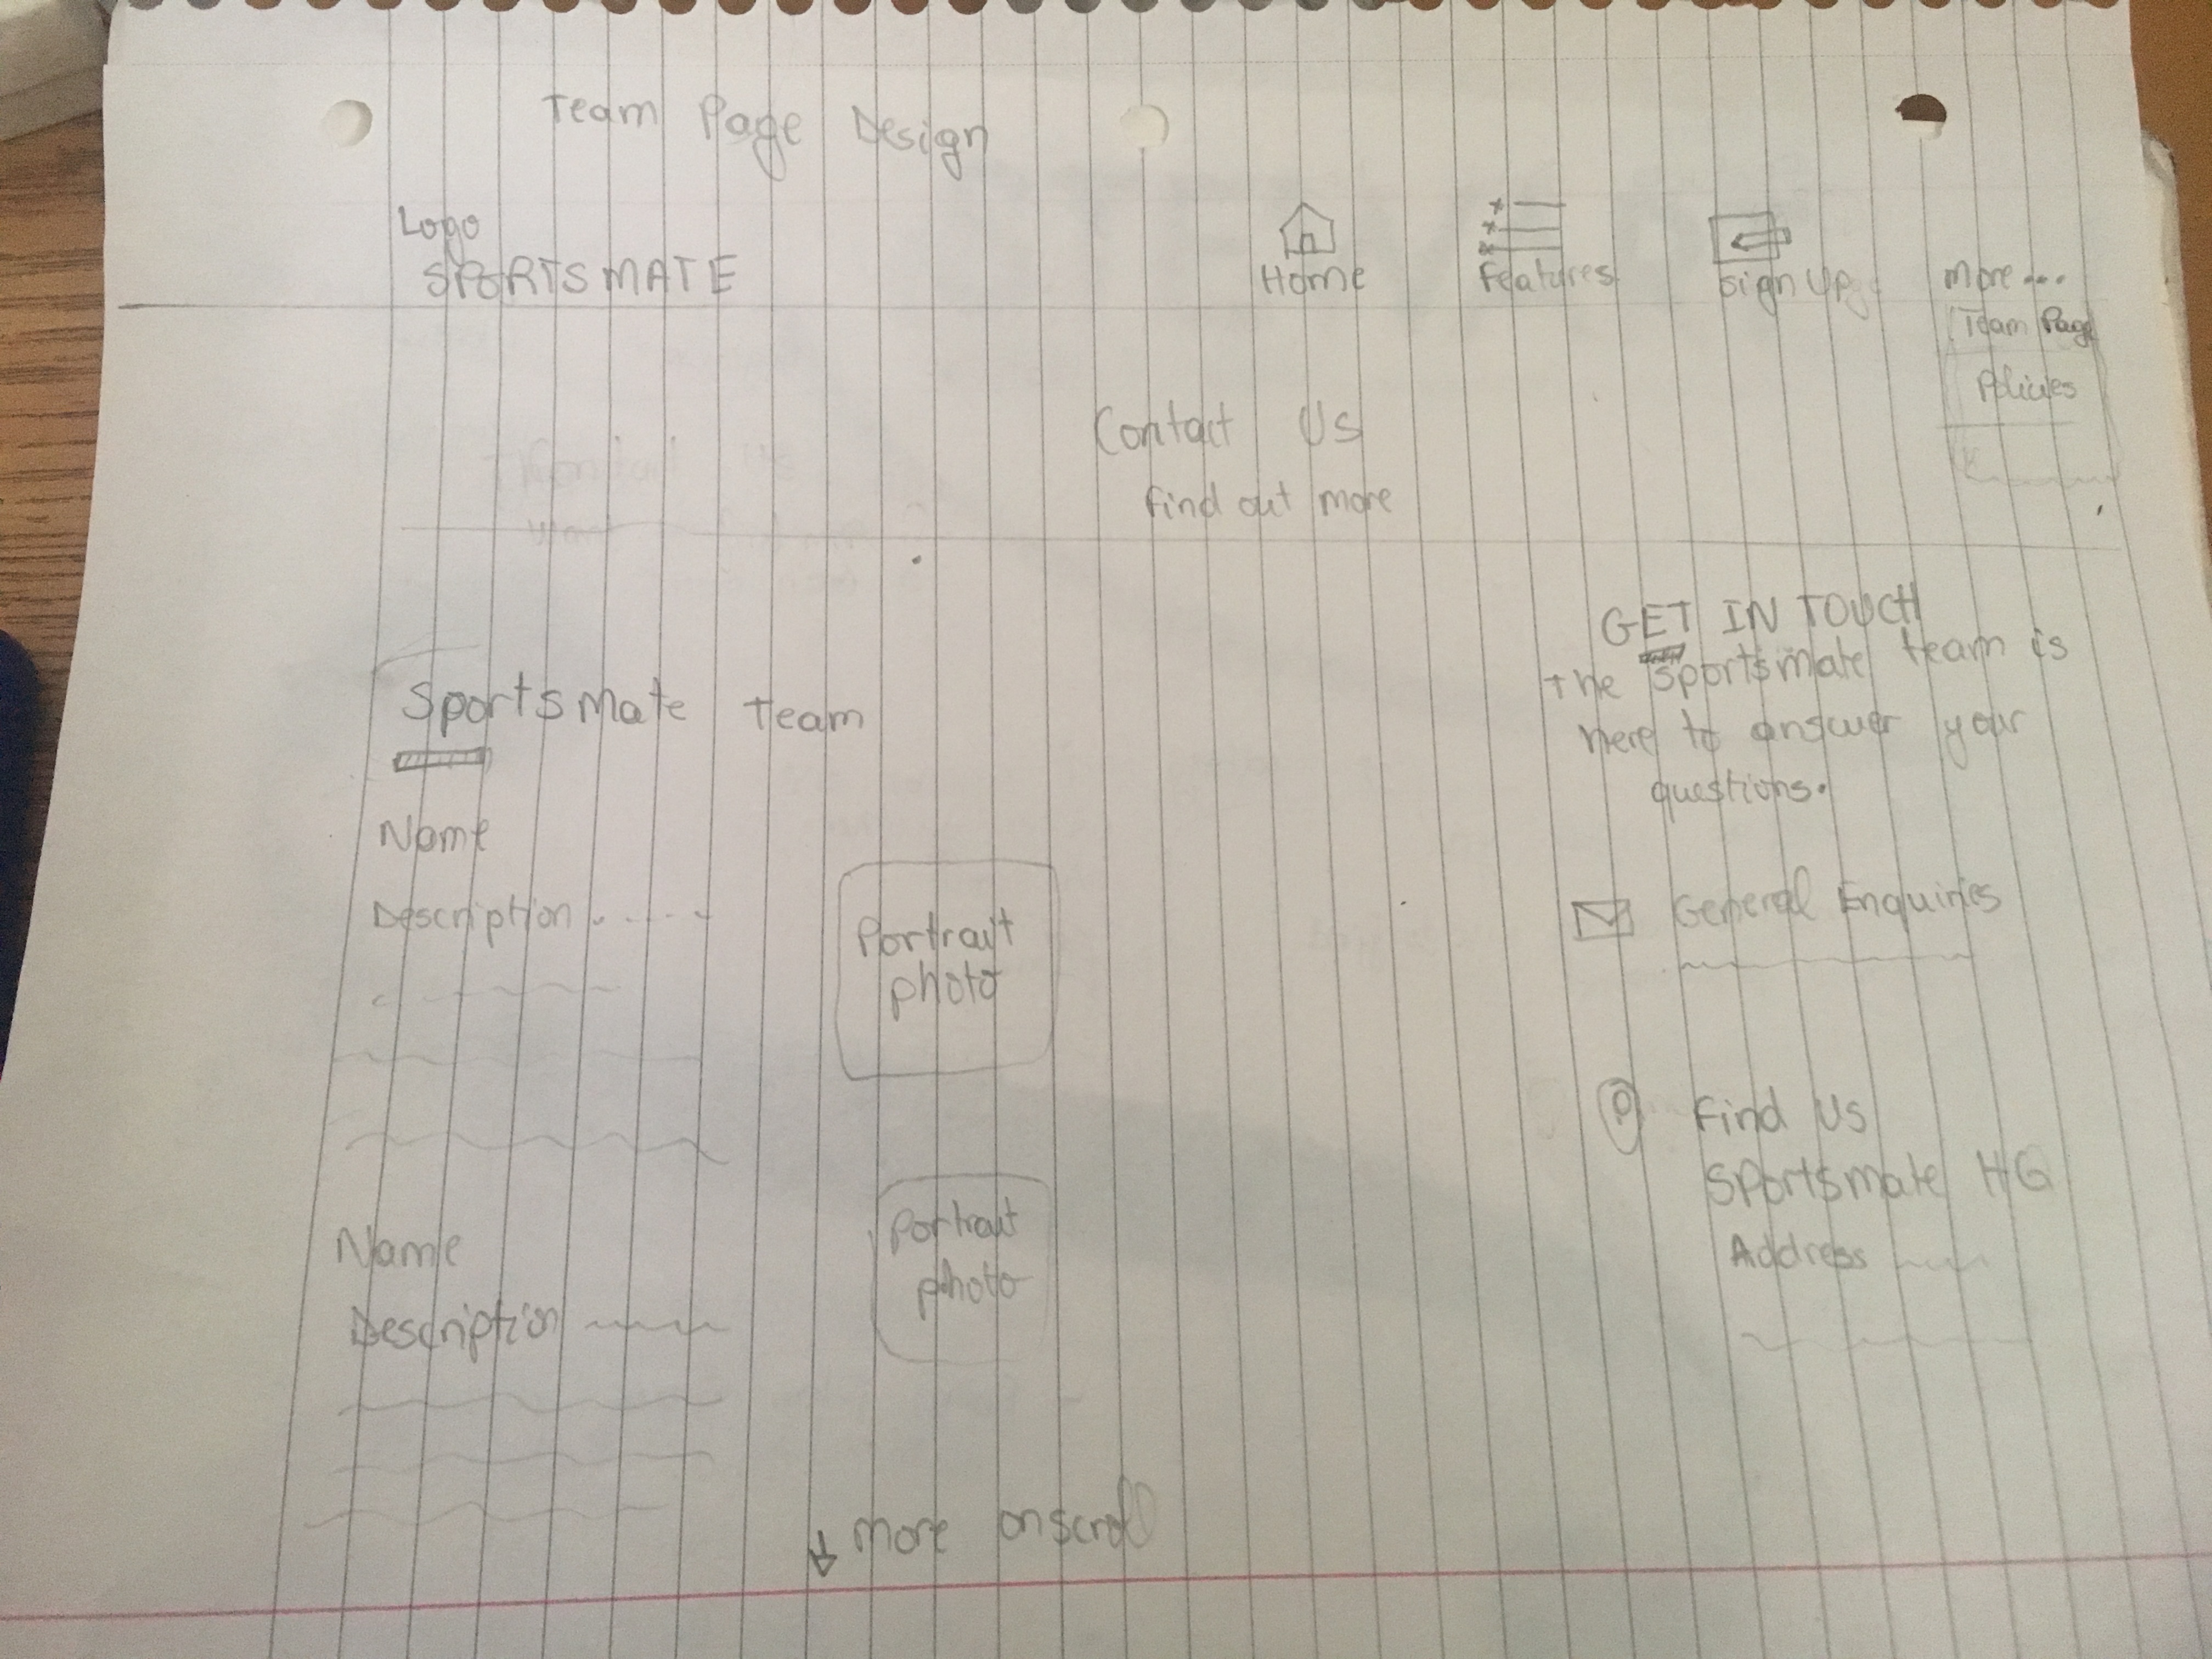 Team Page Design
Logo
SPORTSMATE
Home
Features
Sign Up
More...
Team Page
Policies
Contact Us
Find out more
GET IN TOUCH
The Sportsmate team is
here to answer your
questions.
SportsMate Team
Name
Description
Portrait
photo
General Enquiries
Find Us
Sportsmate HG
Address
Name
Description
Portrait
photo
More on scroll